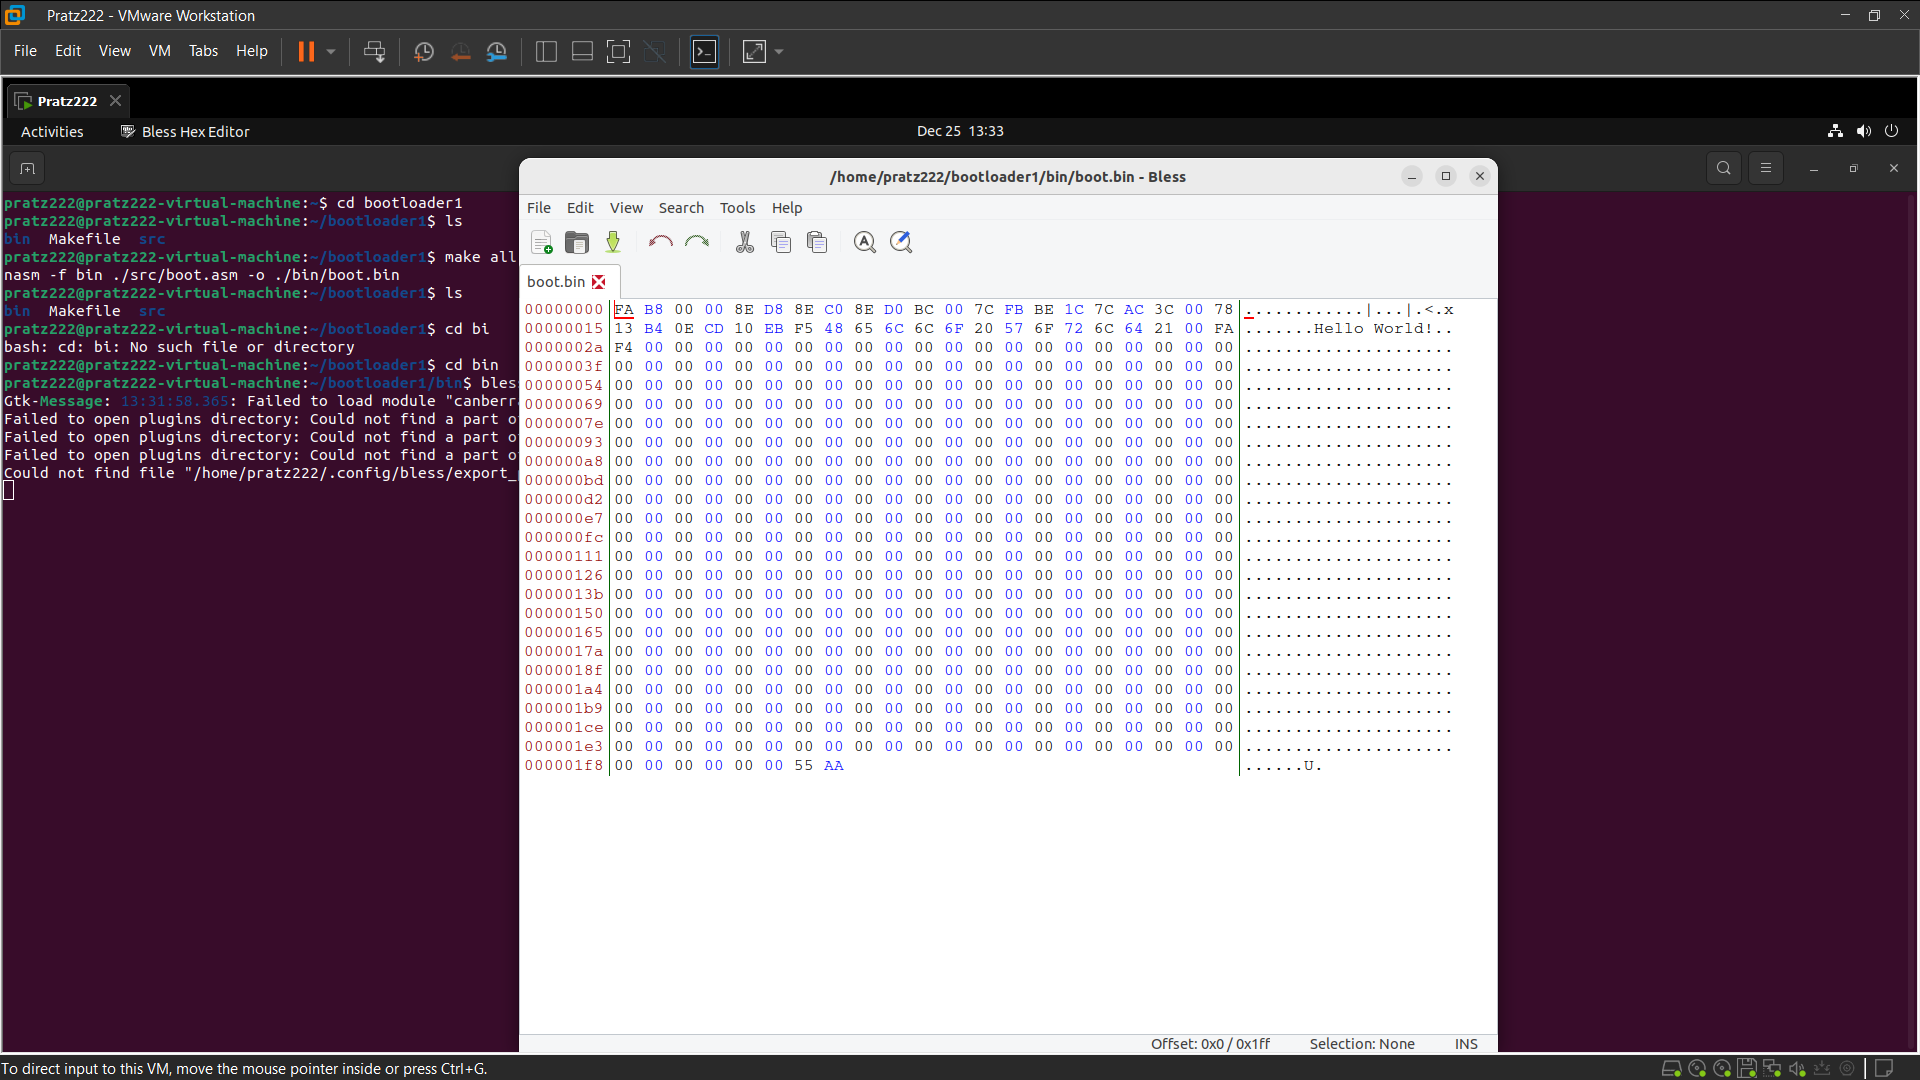 Pratz222 - VMware Workstation
File Edit View VM Tabs Help
Pratz222
Activities Bless Hex Editor Dec 25 13:33
pratz222@pratz222-virtual-machine:~$ cd bootloader1
pratz222@pratz222-virtual-machine:~/bootloader1$ ls
bin Makefile src
pratz222@pratz222-virtual-machine:~/bootloader1$ make all
nasm -f bin ./src/boot.asm -o ./bin/boot.bin
pratz222@pratz222-virtual-machine:~/bootloader1$ ls
bin Makefile src
pratz222@pratz222-virtual-machine:~/bootloader1$ cd bi
bash: cd: bi: No such file or directory
pratz222@pratz222-virtual-machine:~/bootloader1$ cd bin
pratz222@pratz222-virtual-machine:~/bootloader1/bin$ bles
Gtk-Message: 13:31:58.365: Failed to load module "canberr
Failed to open plugins directory: Could not find a part o
Failed to open plugins directory: Could not find a part o
Failed to open plugins directory: Could not find a part o
Could not find file "/home/pratz222/.config/bless/export_
/home/pratz222/bootloader1/bin/boot.bin - Bless
File Edit View Search Tools Help
boot.bin
00000000 FA B8 00 00 8E D8 8E C0 8E D0 BC 00 7C FB BE 1C 7C AC 3C 00 78 ............|...|.<.x
00000015 13 B4 0E CD 10 EB F5 48 65 6C 6C 6F 20 57 6F 72 6C 64 21 00 FA .......Hello World!..
0000002a F4 00 00 00 00 00 00 00 00 00 00 00 00 00 00 00 00 00 00 00 00 .....................
0000003f 00 00 00 00 00 00 00 00 00 00 00 00 00 00 00 00 00 00 00 00 00 .....................
00000054 00 00 00 00 00 00 00 00 00 00 00 00 00 00 00 00 00 00 00 00 00 .....................
00000069 00 00 00 00 00 00 00 00 00 00 00 00 00 00 00 00 00 00 00 00 00 .....................
0000007e 00 00 00 00 00 00 00 00 00 00 00 00 00 00 00 00 00 00 00 00 00 .....................
00000093 00 00 00 00 00 00 00 00 00 00 00 00 00 00 00 00 00 00 00 00 00 .....................
000000a8 00 00 00 00 00 00 00 00 00 00 00 00 00 00 00 00 00 00 00 00 00 .....................
000000bd 00 00 00 00 00 00 00 00 00 00 00 00 00 00 00 00 00 00 00 00 00 .....................
000000d2 00 00 00 00 00 00 00 00 00 00 00 00 00 00 00 00 00 00 00 00 00 .....................
000000e7 00 00 00 00 00 00 00 00 00 00 00 00 00 00 00 00 00 00 00 00 00 .....................
000000fc 00 00 00 00 00 00 00 00 00 00 00 00 00 00 00 00 00 00 00 00 00 .....................
00000111 00 00 00 00 00 00 00 00 00 00 00 00 00 00 00 00 00 00 00 00 00 .....................
00000126 00 00 00 00 00 00 00 00 00 00 00 00 00 00 00 00 00 00 00 00 00 .....................
0000013b 00 00 00 00 00 00 00 00 00 00 00 00 00 00 00 00 00 00 00 00 00 .....................
00000150 00 00 00 00 00 00 00 00 00 00 00 00 00 00 00 00 00 00 00 00 00 .....................
00000165 00 00 00 00 00 00 00 00 00 00 00 00 00 00 00 00 00 00 00 00 00 .....................
0000017a 00 00 00 00 00 00 00 00 00 00 00 00 00 00 00 00 00 00 00 00 00 .....................
0000018f 00 00 00 00 00 00 00 00 00 00 00 00 00 00 00 00 00 00 00 00 00 .....................
000001a4 00 00 00 00 00 00 00 00 00 00 00 00 00 00 00 00 00 00 00 00 00 .....................
000001b9 00 00 00 00 00 00 00 00 00 00 00 00 00 00 00 00 00 00 00 00 00 .....................
000001ce 00 00 00 00 00 00 00 00 00 00 00 00 00 00 00 00 00 00 00 00 00 .....................
000001e3 00 00 00 00 00 00 00 00 00 00 00 00 00 00 00 00 00 00 00 00 00 .....................
000001f8 00 00 00 00 00 00 55 AA ......U.
Offset: 0x0 / 0x1ff Selection: None INS
To direct input to this VM, move the mouse pointer inside or press Ctrl+G.